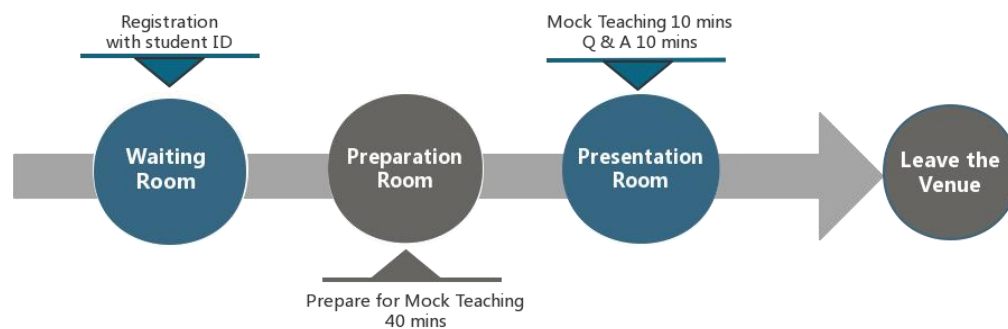 Registration
with student ID
Mock Teaching 10 mins
Q & A 10 mins
Waiting
Room
Preparation
Room
Presentation
Room
Leave the
Venue
Prepare for Mock Teaching
40 mins